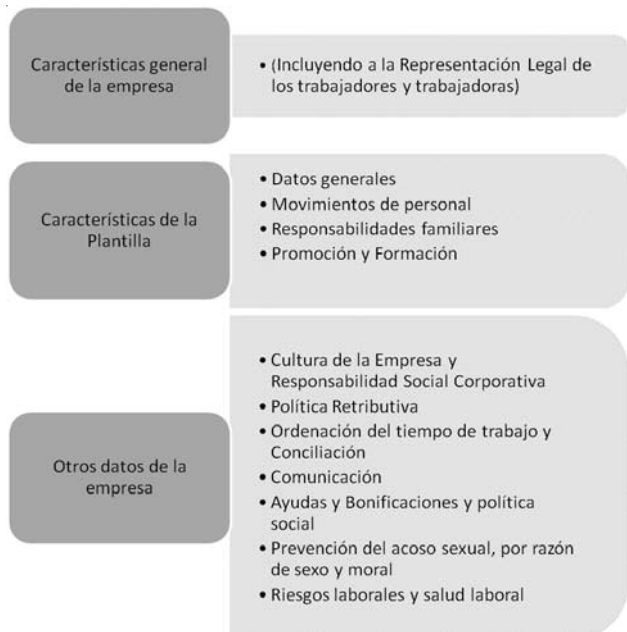 Características general
de la empresa
• (Incluyendo a la Representación Legal de
los trabajadores y trabajadoras)
Características de la
Plantilla
• Datos generales
• Movimientos de personal
• Responsabilidades familiares
• Promoción y Formación
Otros datos de la
empresa
• Cultura de la Empresa y
Responsabilidad Social Corporativa
• Política Retributiva
• Ordenación del tiempo de trabajo y
Conciliación
• Comunicación
• Ayudas y Bonificaciones y política
social
• Prevención del acoso sexual, por razón
de sexo y moral
• Riesgos laborales y salud laboral